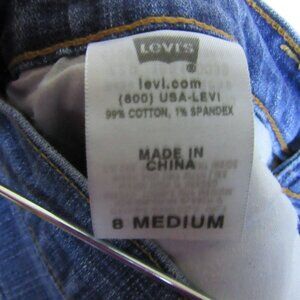 LEVI'S
levi.com
(800) USA-LEVI
99% COTTON, 1% SPANDEX
MADE IN
CHINA
8 MEDIUM